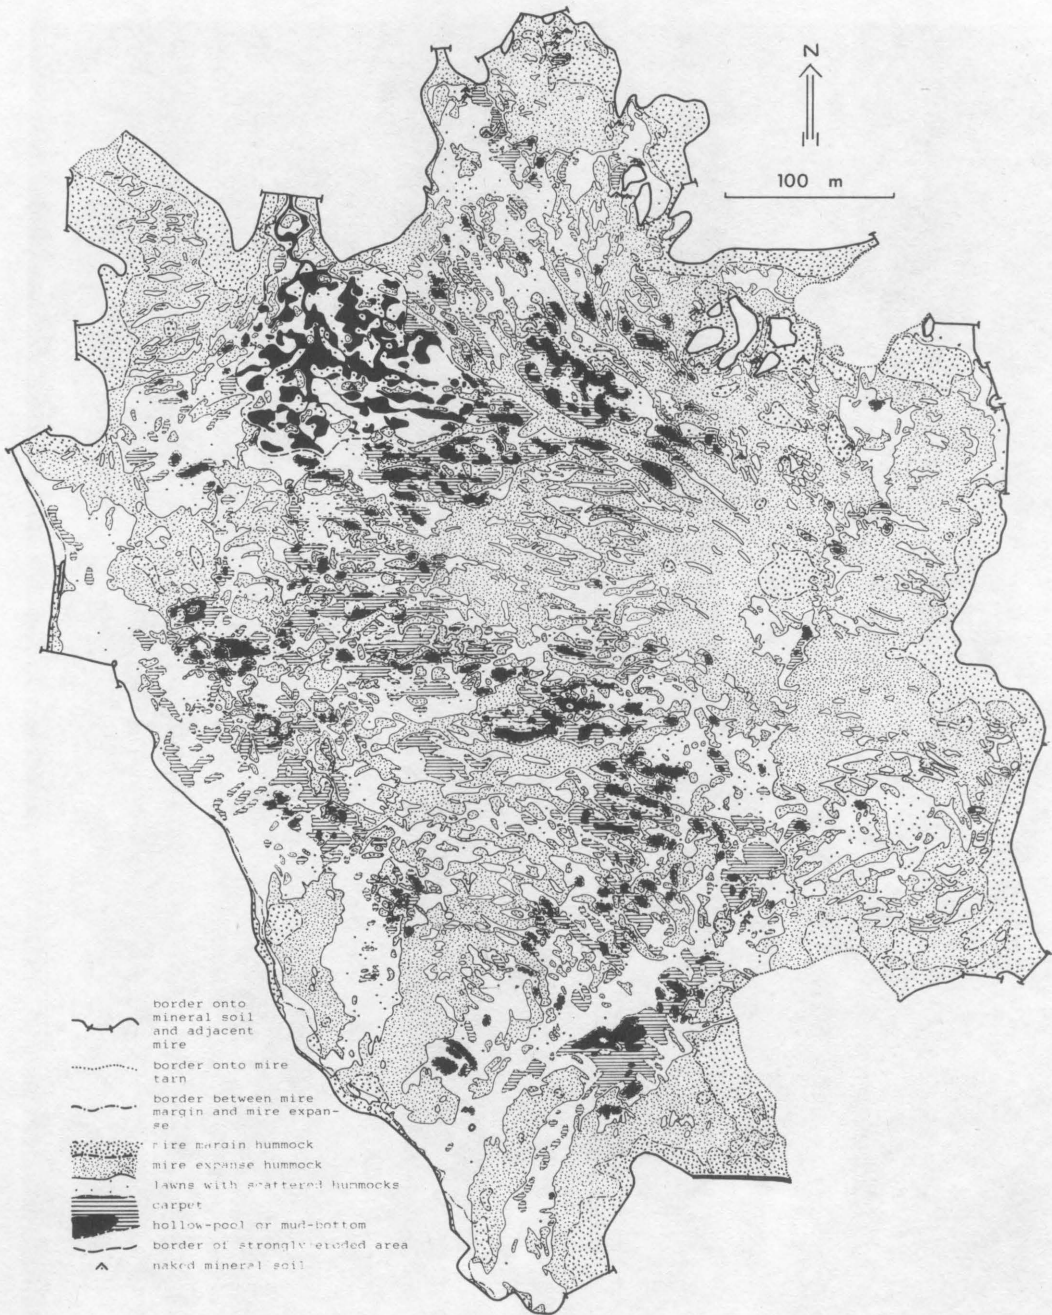 N
100 m
border onto
mineral soil
and adjacent
mire
border onto mire
tarn
border between mire
margin and mire expan-
se
mire margin hummock
mire expanse hummock
lawns with scattered hummocks
carpet
hollow-pool or mud-bottom
border of strongly eroded area
naked mineral soil